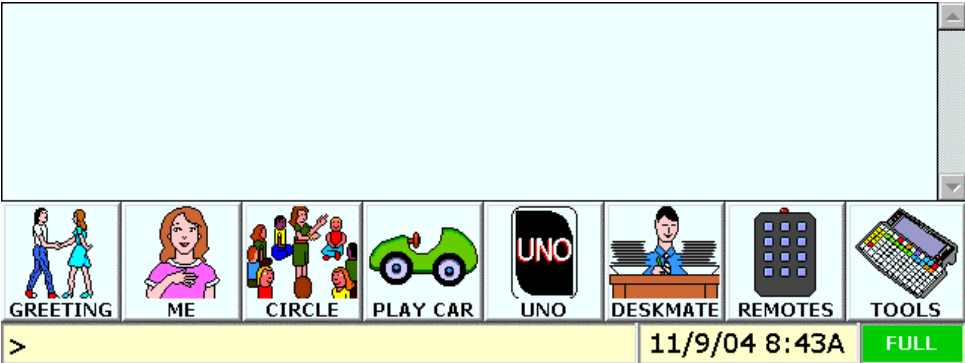 UNO
GREETING ME CIRCLE PLAY CAR UNO DESKMATE REMOTES TOOLS
> 11/9/04 8:43A FULL